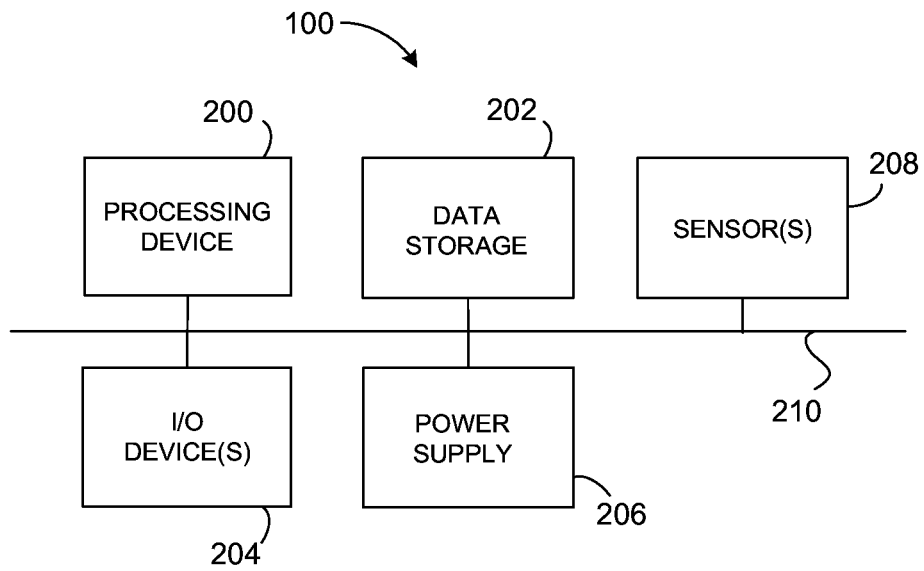 100
200
202
208
PROCESSING
DEVICE
DATA
STORAGE
SENSOR(S)
210
I/O
DEVICE(S)
POWER
SUPPLY
204
206